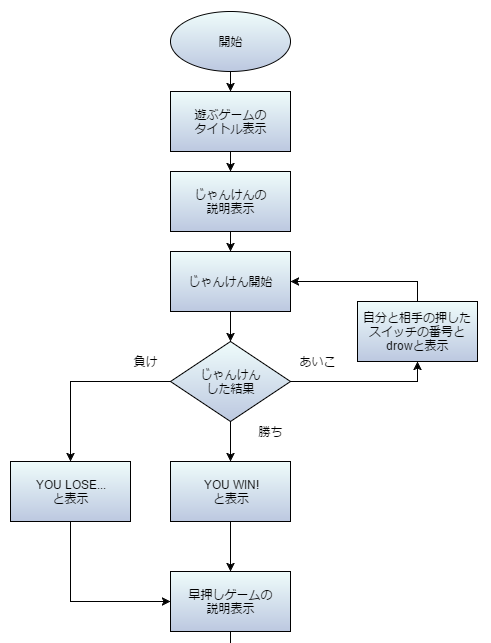 開始
遊ぶゲームの
タイトル表示
じゃんけんの
説明表示
じゃんけん開始
自分と相手の押した
スイッチの番号と
drowと表示
負け
じゃんけん
した結果
あいこ
勝ち
YOU LOSE...
と表示
YOU WIN!
と表示
早押しゲームの
説明表示